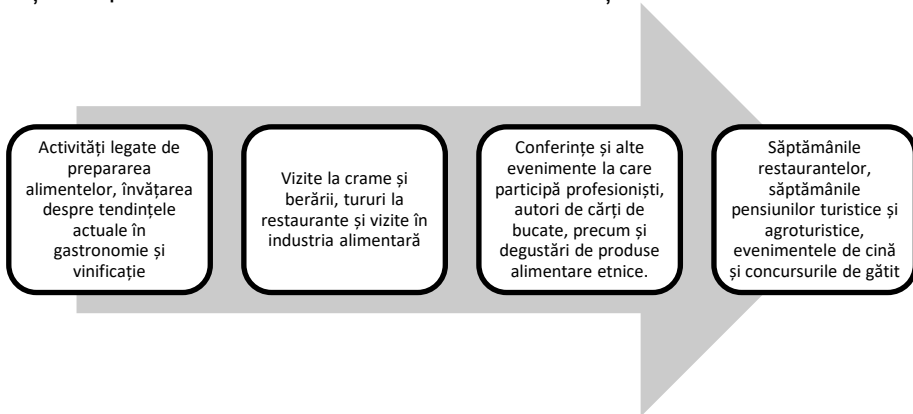 Activități legate de
prepararea
alimentelor, învățarea
despre tendințele
actuale în
gastronomie și
vinificație
Vizite la crame și
berării, tururi la
restaurante și vizite în
industria alimentară
Conferințe și alte
evenimente la care
participă profesioniști,
autori de cărți de
bucate, precum și
degustări de produse
alimentare etnice.
Săptămânile
restaurantelor,
săptămânile
pensiunilor turistice și
agroturistice,
evenimentele de cină
și concursurile de gătit